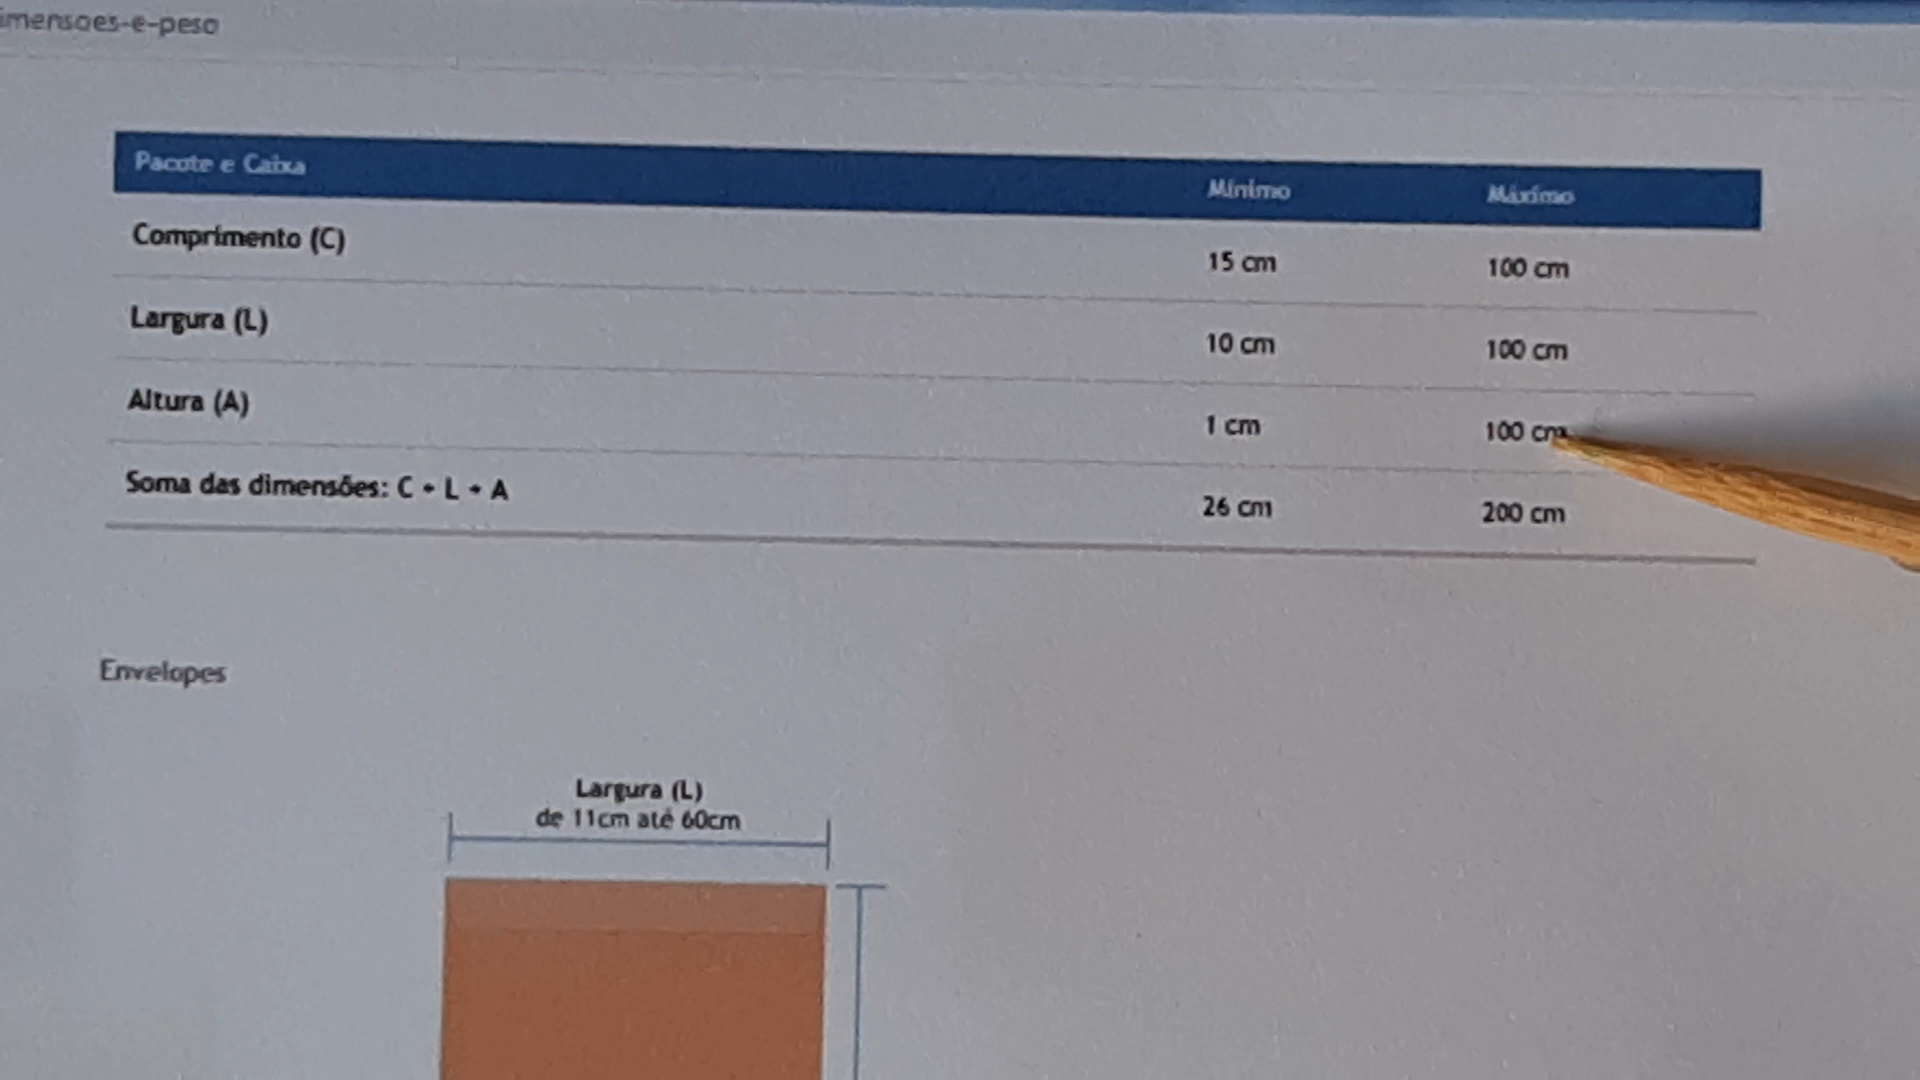 imensoes-e-peso
Pacote e Caixa Mínimo Máximo
Comprimento (C) 15 cm 100 cm
Largura (L) 10 cm 100 cm
Altura (A) 1 cm 100 cm
Soma das dimensões: C + L + A 26 cm 200 cm
Envelopes
Largura (L)
de 11cm até 60cm